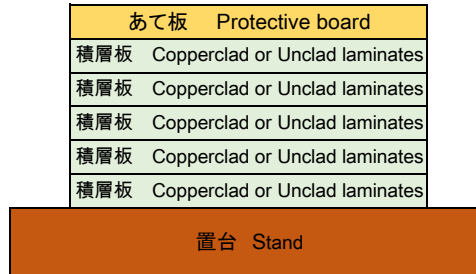 あて板 Protective board
積層板 Copperclad or Unclad laminates
積層板 Copperclad or Unclad laminates
積層板 Copperclad or Unclad laminates
積層板 Copperclad or Unclad laminates
積層板 Copperclad or Unclad laminates
置台 Stand